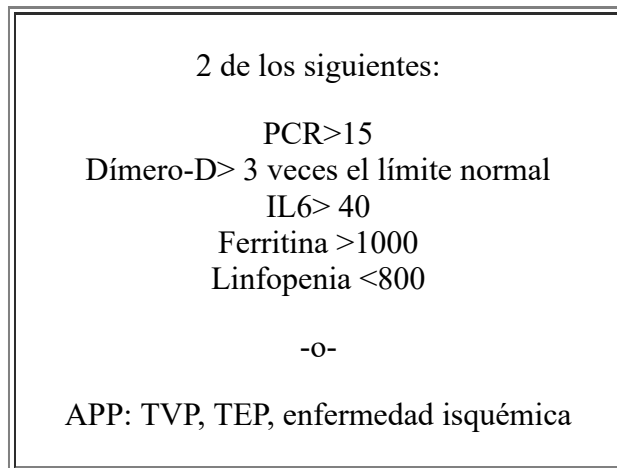 2 de los siguientes:
PCR>15
Dímero-D> 3 veces el límite normal
IL6> 40
Ferritina >1000
Linfopenia <800
-o-
APP: TVP, TEP, enfermedad isquémica